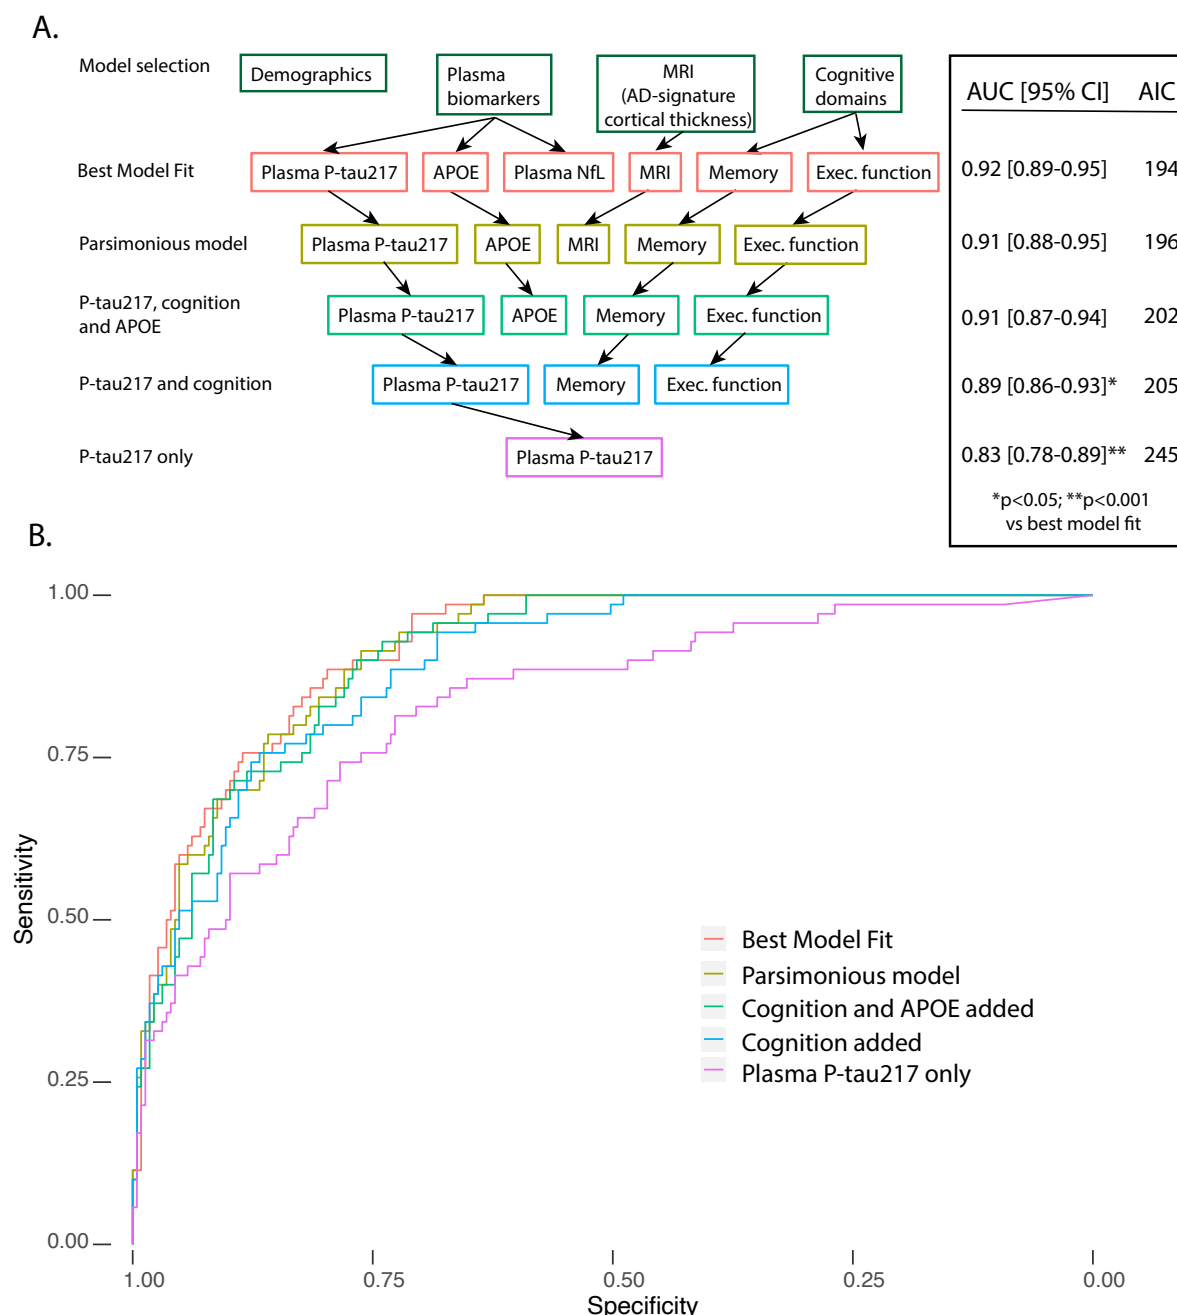 A.
Model selection
Demographics
Plasma
biomarkers
MRI
(AD-signature
cortical thickness)
Cognitive
domains
AUC [95% CI] AIC
Best Model Fit
Plasma P-tau217 APOE Plasma NfL MRI Memory Exec. function
0.92 [0.89-0.95] 194
Parsimonious model
Plasma P-tau217 APOE MRI Memory Exec. function
0.91 [0.88-0.95] 196
P-tau217, cognition
and APOE
Plasma P-tau217 APOE Memory Exec. function
0.91 [0.87-0.94] 202
P-tau217 and cognition
Plasma P-tau217 Memory Exec. function
0.89 [0.86-0.93]* 205
P-tau217 only
Plasma P-tau217
0.83 [0.78-0.89]** 245
*p<0.05; **p<0.001
vs best model fit
B.
1.00
0.75
0.50
0.25
0.00
Sensitivity
Best Model Fit
Parsimonious model
Cognition and APOE added
Cognition added
Plasma P-tau217 only
1.00 0.75 0.50 0.25 0.00
Specificity